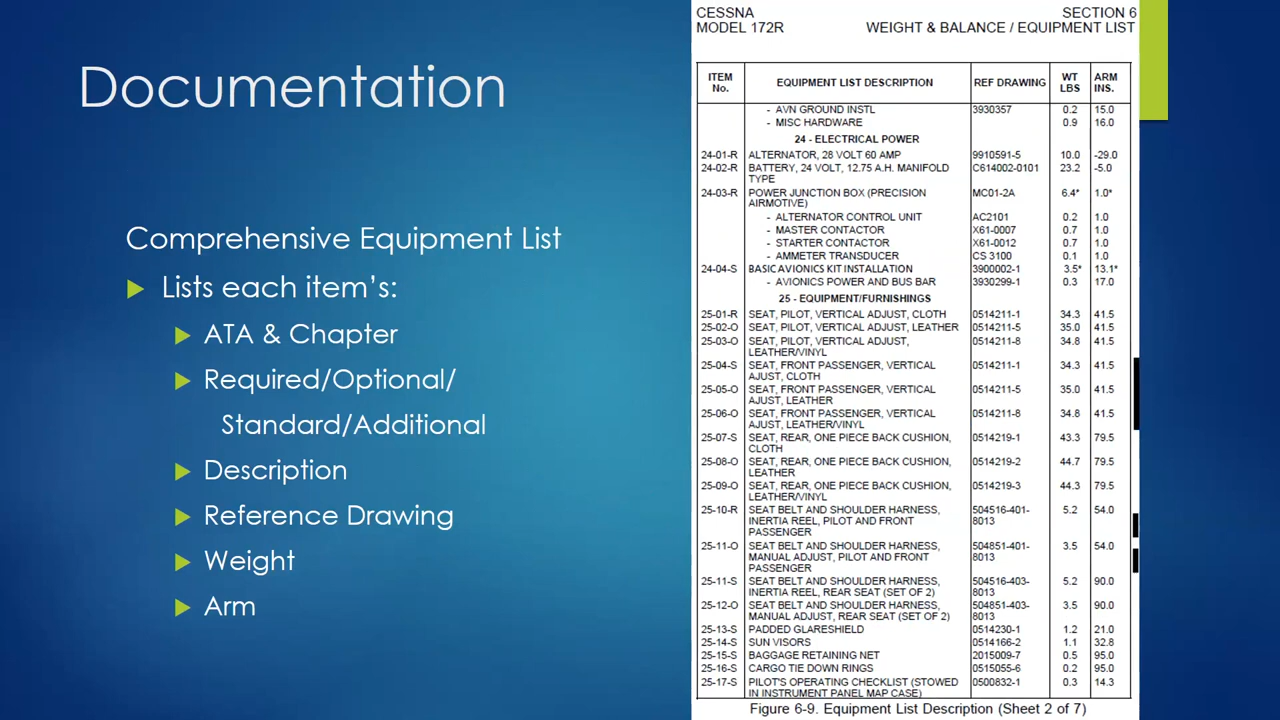 Documentation
Comprehensive Equipment List
Lists each item's:
ATA & Chapter
Required/Optional/
Standard/Additional
Description
Reference Drawing
Weight
Arm
CESSNA SECTION 6
MODEL 172R WEIGHT & BALANCE / EQUIPMENT LIST
ITEM No. EQUIPMENT LIST DESCRIPTION REF DRAWING WT LBS ARM INS.
- AVN GROUND INSTL 3930357 0.2 15.0
- MISC HARDWARE 0.9 16.0
24 - ELECTRICAL POWER
24-01-R ALTERNATOR, 28 VOLT 60 AMP 9910591-5 10.0 -29.0
24-02-R BATTERY, 24 VOLT, 12.75 A.H. MANIFOLD C614002-0101 23.2 -5.0
TYPE
24-03-R POWER JUNCTION BOX (PRECISION MC01-2A 6.4* 1.0*
AIRMOTIVE)
- ALTERNATOR CONTROL UNIT AC2101 0.2 1.0
- MASTER CONTACTOR X61-0007 0.7 1.0
- STARTER CONTACTOR X61-0012 0.7 1.0
- AMMETER TRANSDUCER CS 3100 0.1 1.0
24-04-S BASIC AVIONICS KIT INSTALLATION 3900002-1 3.5* 13.1*
- AVIONICS POWER AND BUS BAR 3930299-1 0.3 17.0
25 - EQUIPMENT/FURNISHINGS
25-01-R SEAT, PILOT, VERTICAL ADJUST, CLOTH 0514211-1 34.3 41.5
25-02-O SEAT, PILOT, VERTICAL ADJUST, LEATHER 0514211-5 35.0 41.5
25-03-O SEAT, PILOT, VERTICAL ADJUST, 0514211-8 34.8 41.5
LEATHER/VINYL
25-04-S SEAT, FRONT PASSENGER, VERTICAL 0514211-1 34.3 41.5
AJUST, CLOTH
25-05-O SEAT, FRONT PASSENGER, VERTICAL 0514211-5 35.0 41.5
AJUST, LEATHER
25-06-O SEAT, FRONT PASSENGER, VERTICAL 0514211-8 34.8 41.5
AJUST, LEATHER/VINYL
25-07-S SEAT, REAR, ONE PIECE BACK CUSHION, 0514219-1 43.3 79.5
CLOTH
25-08-O SEAT, REAR, ONE PIECE BACK CUSHION, 0514219-2 44.7 79.5
LEATHER
25-09-O SEAT, REAR, ONE PIECE BACK CUSHION, 0514219-3 44.3 79.5
LEATHER/VINYL
25-10-R SEAT BELT AND SHOULDER HARNESS, 504516-401- 5.2 54.0
INERTIA REEL, PILOT AND FRONT 8013
PASSENGER
25-11-O SEAT BELT AND SHOULDER HARNESS, 504851-401- 3.5 54.0
MANUAL ADJUST, PILOT AND FRONT 8013
PASSENGER
25-11-S SEAT BELT AND SHOULDER HARNESS, 504516-403- 5.2 90.0
INERTIA REEL, REAR SEAT (SET OF 2) 8013
25-12-O SEAT BELT AND SHOULDER HARNESS, 504851-403- 3.5 90.0
MANUAL ADJUST, REAR SEAT (SET OF 2) 8013
25-13-S PADDED GLARESHIELD 0514230-1 1.2 21.0
25-14-S SUN VISORS 0514166-2 1.1 32.8
25-15-S BAGGAGE RETAINING NET 2015009-7 0.5 95.0
25-16-S CARGO TIE DOWN RINGS 0515055-6 0.2 95.0
25-17-S PILOT'S OPERATING CHECKLIST (STOWED 0500832-1 0.3 14.3
IN INSTRUMENT PANEL MAP CASE)
Figure 6-9. Equipment List Description (Sheet 2 of 7)